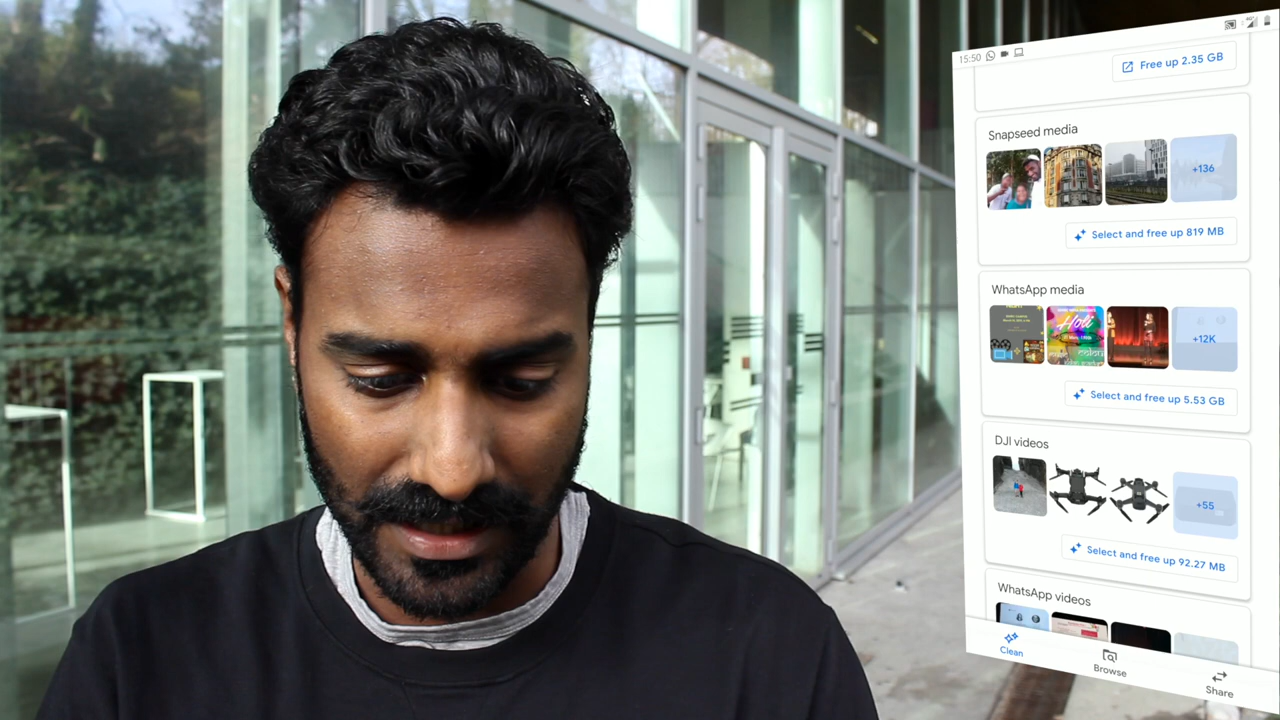 15:50
4G
Free up 2.35 GB
Snapseed media
+136
Select and free up 819 MB
WhatsApp media
Holi
+12K
Select and free up 5.53 GB
DJI videos
+55
Select and free up 92.27 MB
WhatsApp videos
Clean
Browse
Share